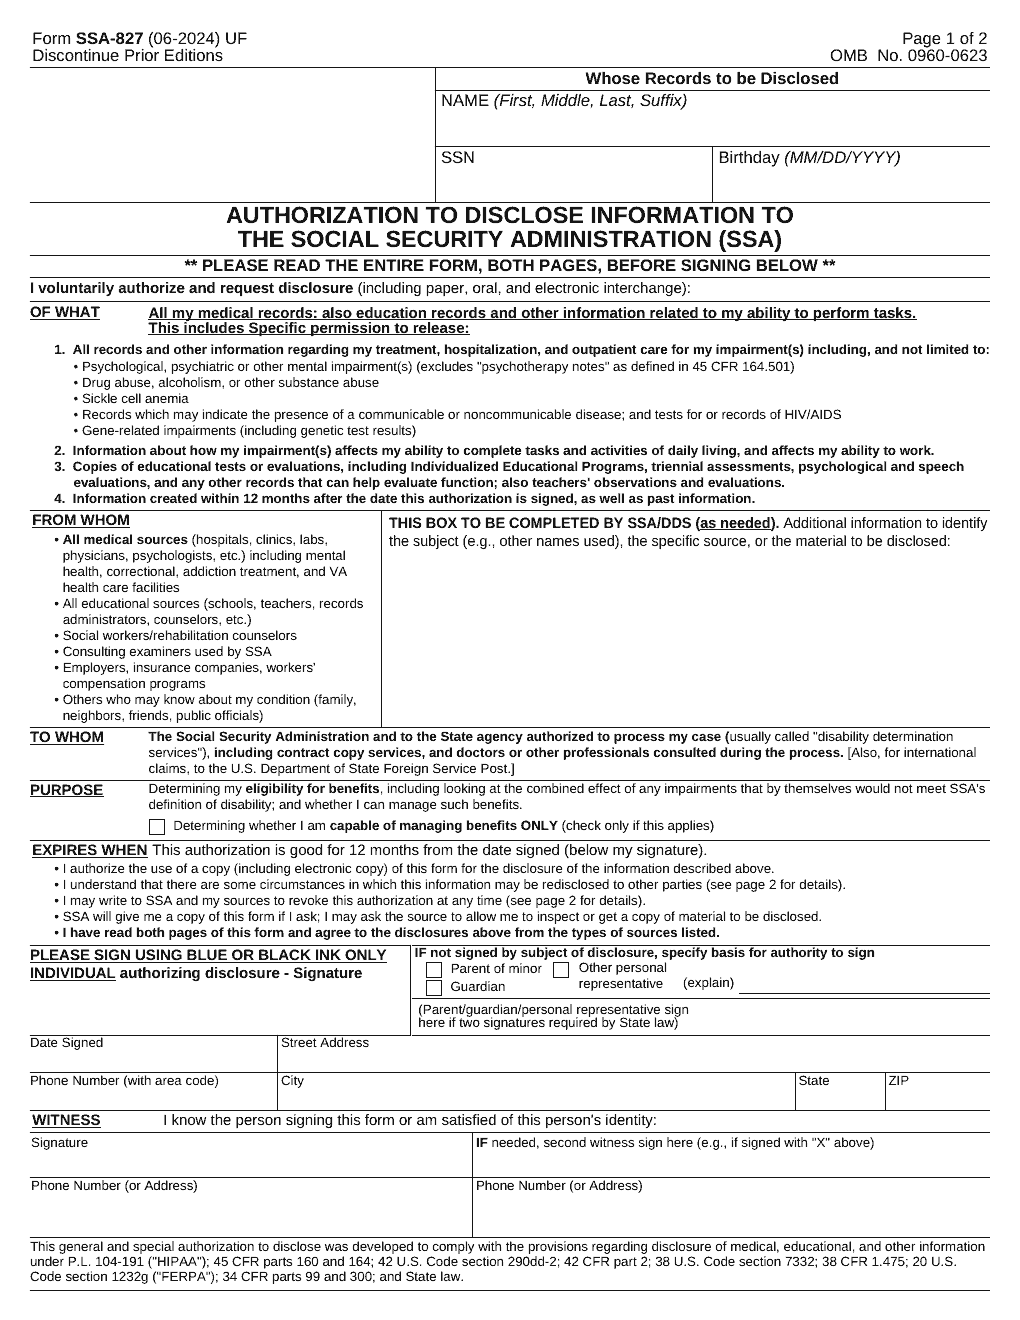 Form SSA-827 (06-2024) UF
Discontinue Prior Editions
Page 1 of 2
OMB No. 0960-0623
Whose Records to be Disclosed
NAME (First, Middle, Last, Suffix)
SSN
Birthday (MM/DD/YYYY)
AUTHORIZATION TO DISCLOSE INFORMATION TO
THE SOCIAL SECURITY ADMINISTRATION (SSA)
** PLEASE READ THE ENTIRE FORM, BOTH PAGES, BEFORE SIGNING BELOW **
I voluntarily authorize and request disclosure (including paper, oral, and electronic interchange):
OF WHAT
All my medical records: also education records and other information related to my ability to perform tasks.
This includes Specific permission to release:
1. All records and other information regarding my treatment, hospitalization, and outpatient care for my impairment(s) including, and not limited to:
• Psychological, psychiatric or other mental impairment(s) (excludes "psychotherapy notes" as defined in 45 CFR 164.501)
• Drug abuse, alcoholism, or other substance abuse
• Sickle cell anemia
• Records which may indicate the presence of a communicable or noncommunicable disease; and tests for or records of HIV/AIDS
• Gene-related impairments (including genetic test results)
2. Information about how my impairment(s) affects my ability to complete tasks and activities of daily living, and affects my ability to work.
3. Copies of educational tests or evaluations, including Individualized Educational Programs, triennial assessments, psychological and speech
evaluations, and any other records that can help evaluate function; also teachers' observations and evaluations.
4. Information created within 12 months after the date this authorization is signed, as well as past information.
FROM WHOM
• All medical sources (hospitals, clinics, labs,
physicians, psychologists, etc.) including mental
health, correctional, addiction treatment, and VA
health care facilities
• All educational sources (schools, teachers, records
administrators, counselors, etc.)
• Social workers/rehabilitation counselors
• Consulting examiners used by SSA
• Employers, insurance companies, workers'
compensation programs
• Others who may know about my condition (family,
neighbors, friends, public officials)
THIS BOX TO BE COMPLETED BY SSA/DDS (as needed). Additional information to identify
the subject (e.g., other names used), the specific source, or the material to be disclosed:
TO WHOM
The Social Security Administration and to the State agency authorized to process my case (usually called "disability determination
services"), including contract copy services, and doctors or other professionals consulted during the process. [Also, for international
claims, to the U.S. Department of State Foreign Service Post.]
PURPOSE
Determining my eligibility for benefits, including looking at the combined effect of any impairments that by themselves would not meet SSA's
definition of disability; and whether I can manage such benefits.
Determining whether I am capable of managing benefits ONLY (check only if this applies)
EXPIRES WHEN This authorization is good for 12 months from the date signed (below my signature).
• I authorize the use of a copy (including electronic copy) of this form for the disclosure of the information described above.
• I understand that there are some circumstances in which this information may be redisclosed to other parties (see page 2 for details).
• I may write to SSA and my sources to revoke this authorization at any time (see page 2 for details).
• SSA will give me a copy of this form if I ask; I may ask the source to allow me to inspect or get a copy of material to be disclosed.
• I have read both pages of this form and agree to the disclosures above from the types of sources listed.
PLEASE SIGN USING BLUE OR BLACK INK ONLY
INDIVIDUAL authorizing disclosure - Signature
IF not signed by subject of disclosure, specify basis for authority to sign
Parent of minor
Guardian
Other personal
representative (explain)
(Parent/guardian/personal representative sign
here if two signatures required by State law)
Date Signed
Street Address
Phone Number (with area code)
City
State
ZIP
WITNESS
I know the person signing this form or am satisfied of this person's identity:
Signature
IF needed, second witness sign here (e.g., if signed with "X" above)
Phone Number (or Address)
Phone Number (or Address)
This general and special authorization to disclose was developed to comply with the provisions regarding disclosure of medical, educational, and other information
under P.L. 104-191 ("HIPAA"); 45 CFR parts 160 and 164; 42 U.S. Code section 290dd-2; 42 CFR part 2; 38 U.S. Code section 7332; 38 CFR 1.475; 20 U.S.
Code section 1232g ("FERPA"); 34 CFR parts 99 and 300; and State law.